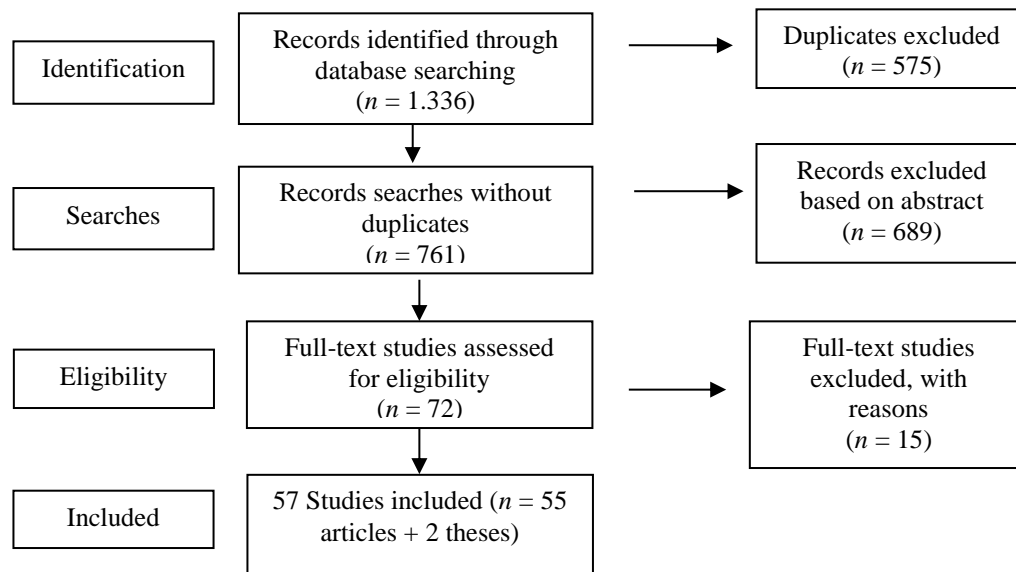 Identification
Records identified through
database searching
(n = 1.336)
Duplicates excluded
(n = 575)
Searches
Records seacrhes without
duplicates
(n = 761)
Records excluded
based on abstract
(n = 689)
Eligibility
Full-text studies assessed
for eligibility
(n = 72)
Full-text studies
excluded, with
reasons
(n = 15)
Included
57 Studies included (n = 55
articles + 2 theses)